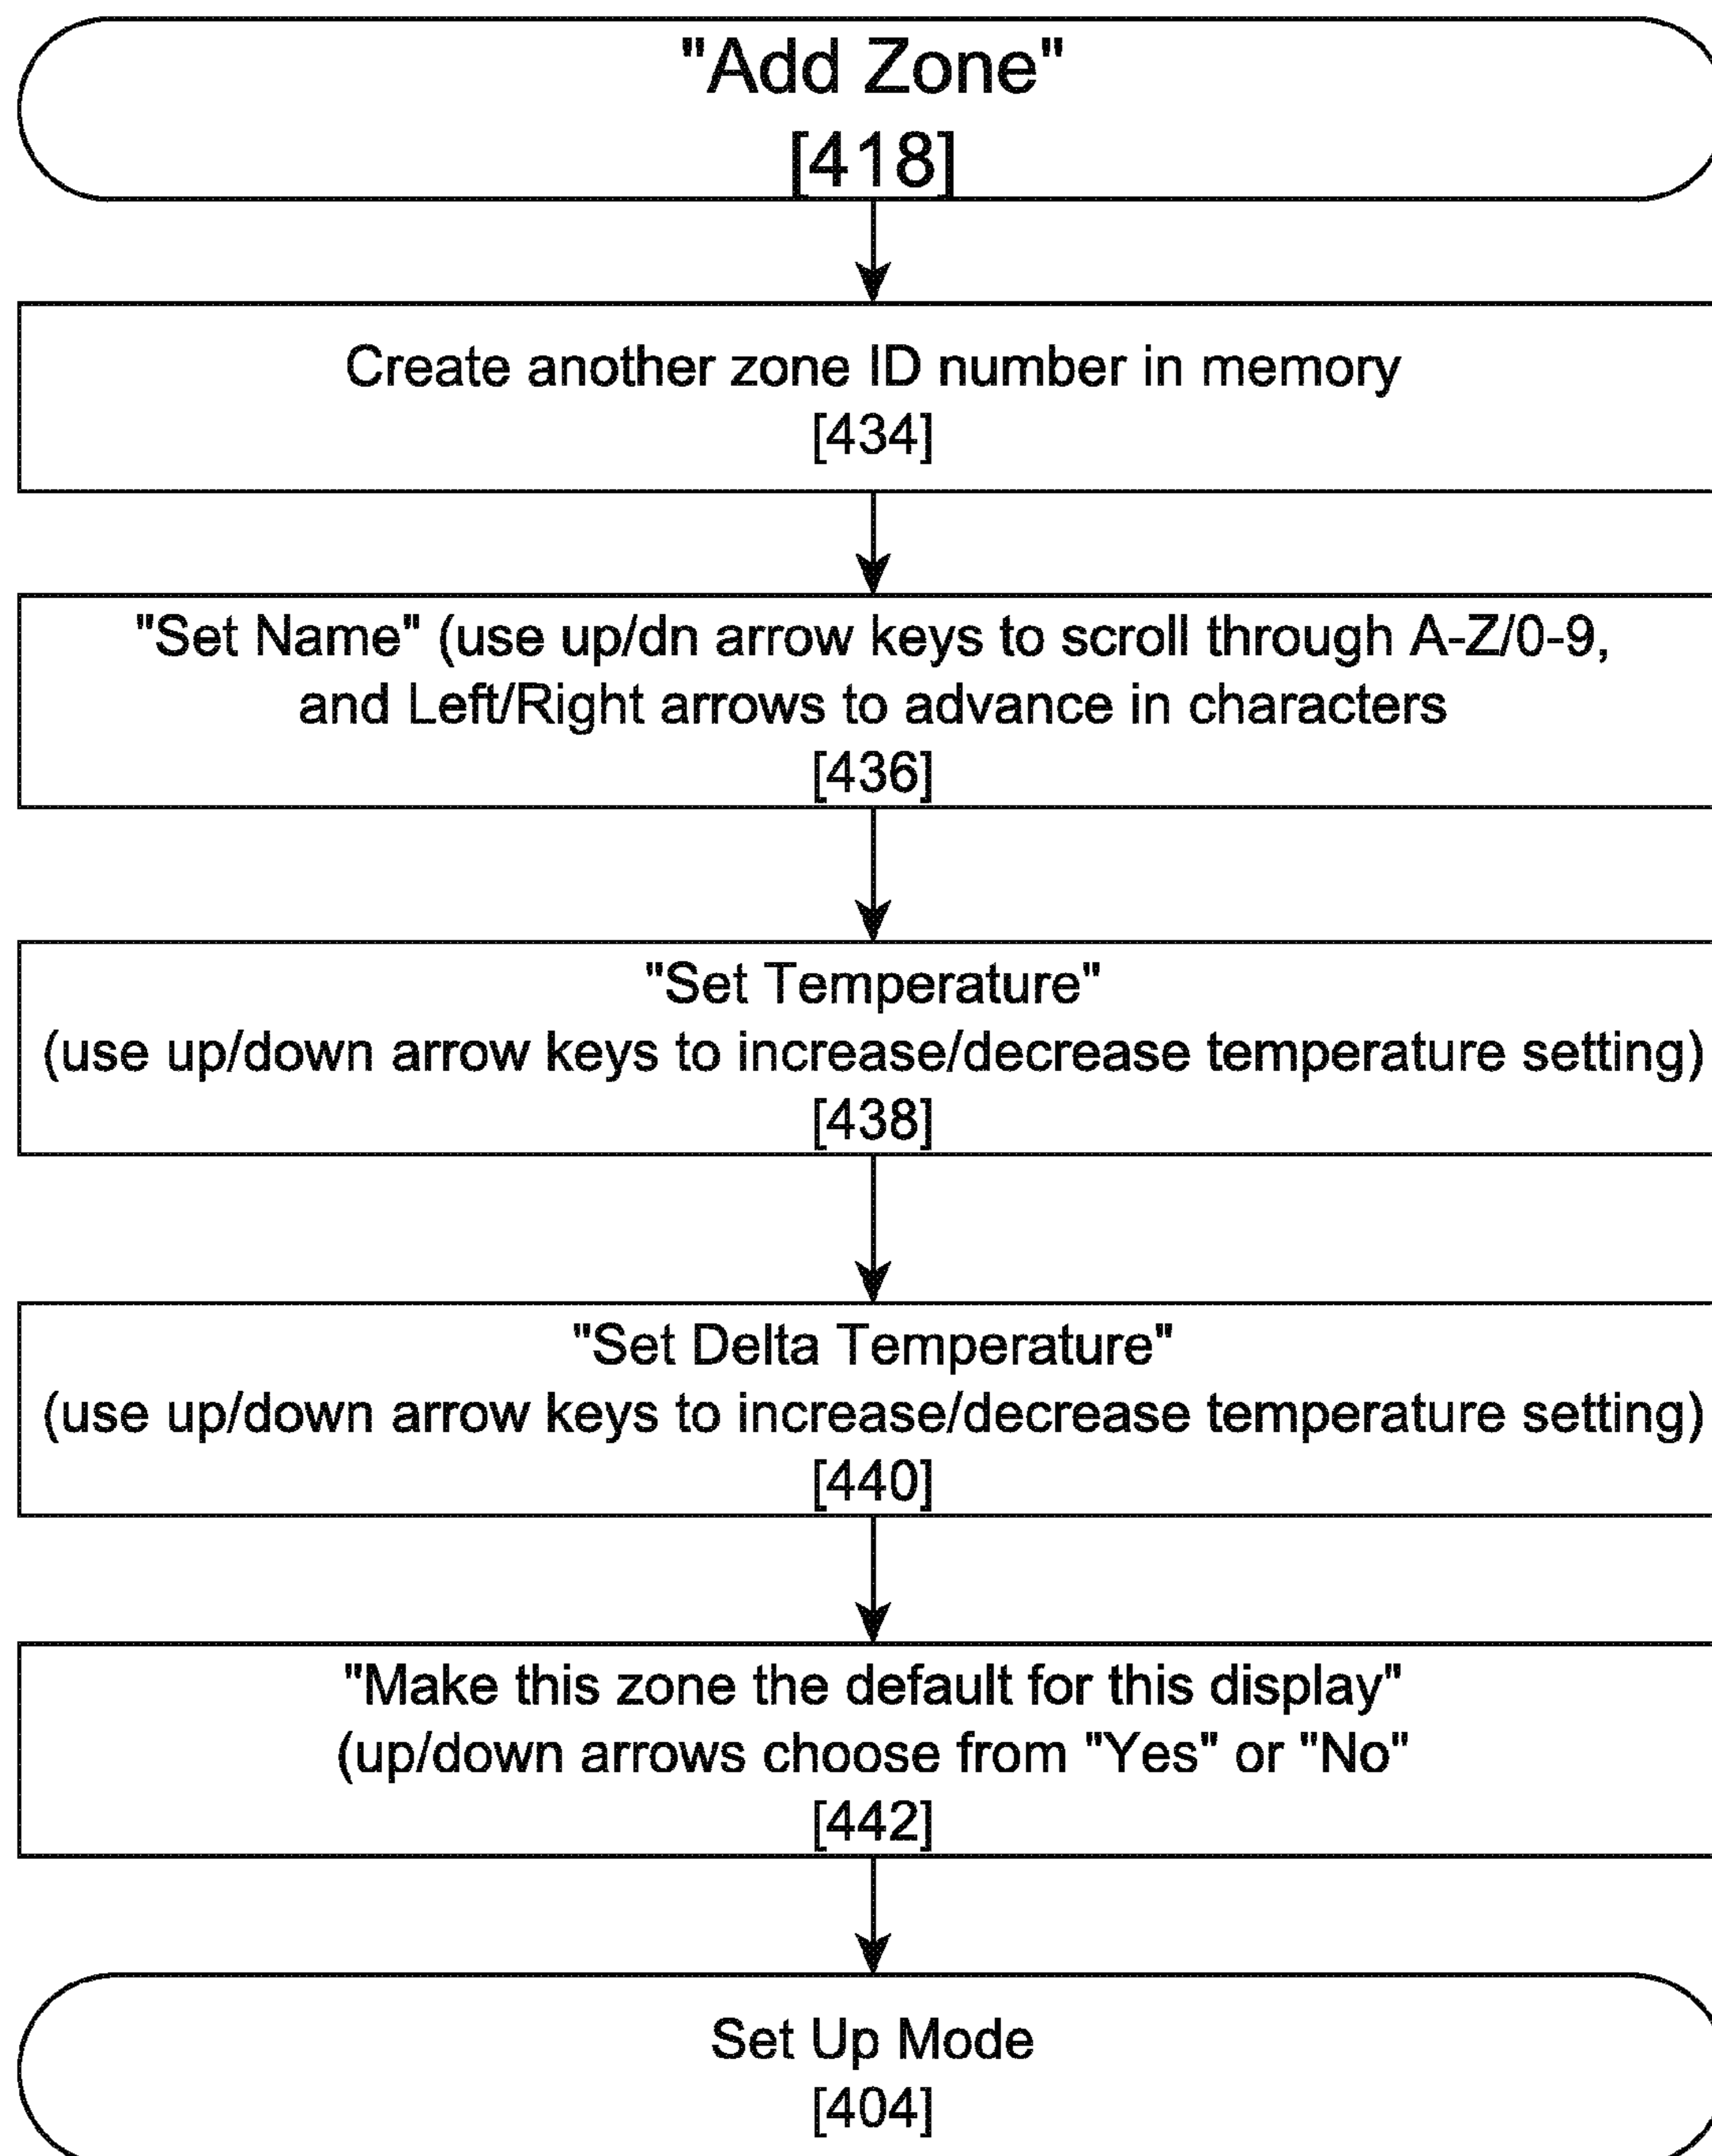 "Add Zone"
[418]
Create another zone ID number in memory
[434]
"Set Name" (use up/dn arrow keys to scroll through A-Z/0-9,
and Left/Right arrows to advance in characters
[436]
"Set Temperature"
(use up/down arrow keys to increase/decrease temperature setting)
[438]
"Set Delta Temperature"
(use up/down arrow keys to increase/decrease temperature setting)
[440]
"Make this zone the default for this display"
(up/down arrows choose from "Yes" or "No"
[442]
Set Up Mode
[404]